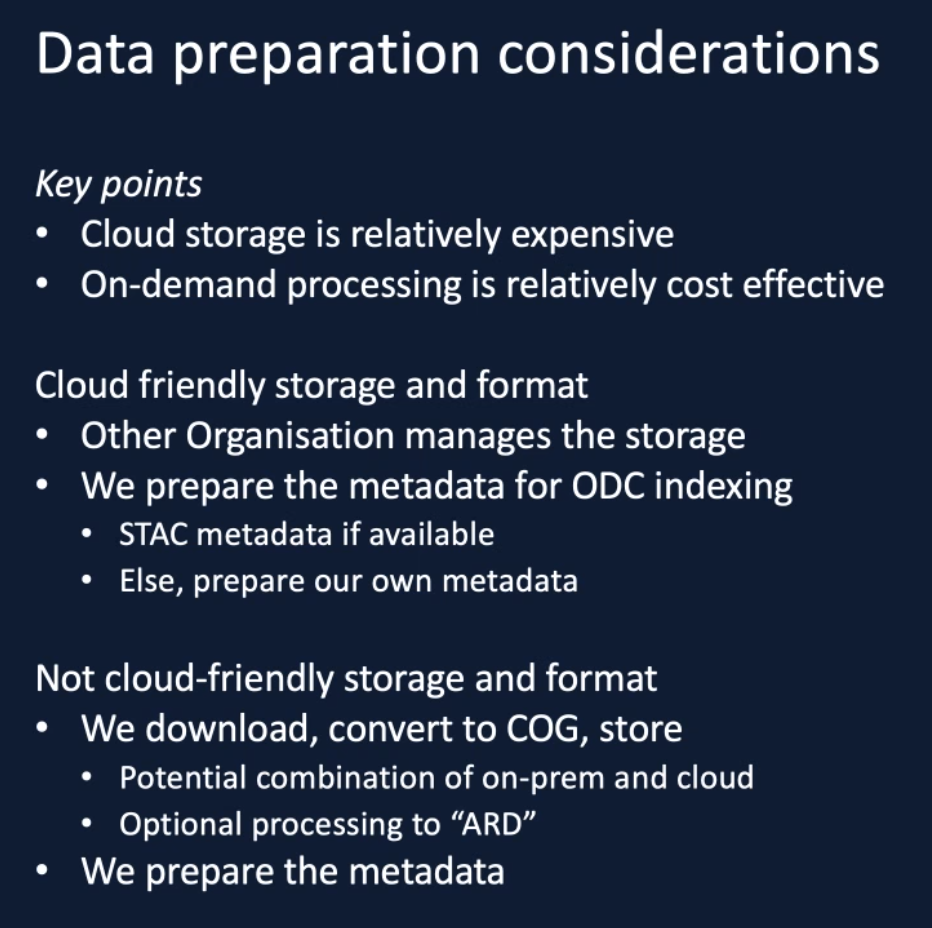 Data preparation considerations
Key points
• Cloud storage is relatively expensive
• On-demand processing is relatively cost effective
Cloud friendly storage and format
• Other Organisation manages the storage
• We prepare the metadata for ODC indexing
• STAC metadata if available
• Else, prepare our own metadata
Not cloud-friendly storage and format
• We download, convert to COG, store
• Potential combination of on-prem and cloud
• Optional processing to “ARD”
• We prepare the metadata